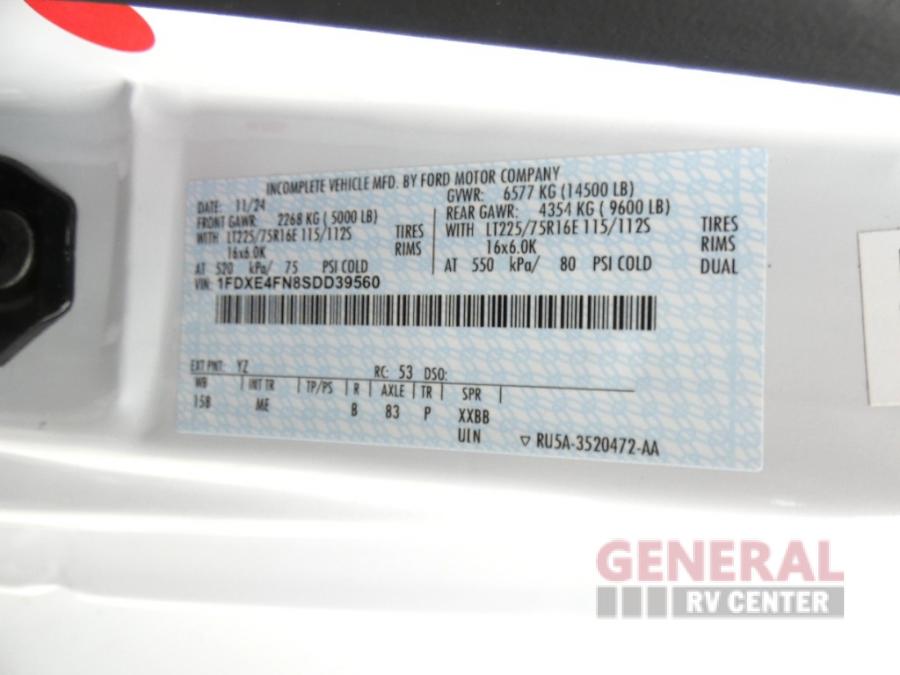 INCOMPLETE VEHICLE MFD. BY FORD MOTOR COMPANY
DATE: 11/24 GVWR: 6577 KG (14500 LB)
FRONT GAWR: 2268 KG ( 5000 LB) REAR GAWR: 4354 KG ( 9600 LB)
WITH LT225/75R16E 115/112S TIRES WITH LT225/75R16E 115/112S TIRES
16x6.0K RIMS 16x6.0K RIMS
AT 520 kPa/ 75 PSI COLD AT 550 kPa/ 80 PSI COLD DUAL
VIN: 1FDXE4FN8SDD39560
EXT PNT: YZ RC: 53 DSO:
WB INT TR TP/PS R AXLE TR SPR
158 ME B 83 P XXBB
ULN ▽ RU5A-3520472-AA
GENERAL
RV CENTER